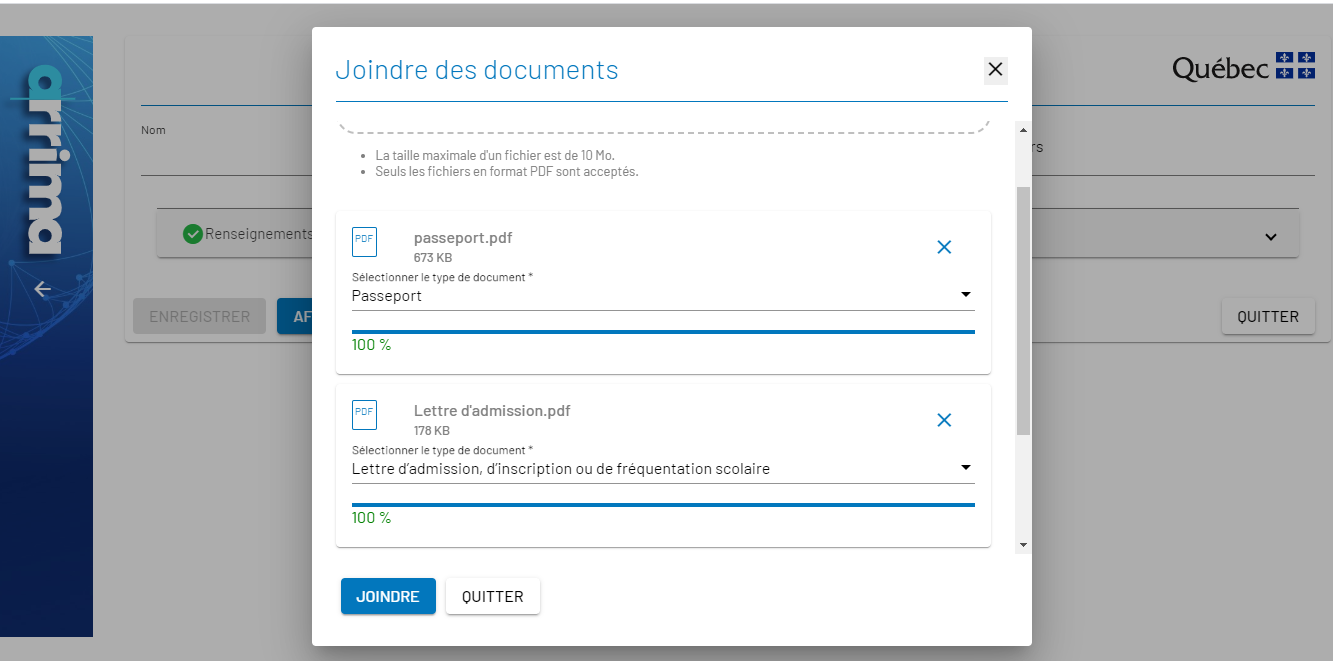 arrima
Joindre des documents
Québec
Nom
rs
La taille maximale d'un fichier est de 10 Mo.
Seuls les fichiers en format PDF sont acceptés.
Renseignements
PDF
passeport.pdf
673 KB
Sélectionner le type de document *
Passeport
100 %
ENREGISTRER
AF
QUITTER
PDF
Lettre d'admission.pdf
178 KB
Sélectionner le type de document *
Lettre d’admission, d’inscription ou de fréquentation scolaire
100 %
JOINDRE
QUITTER